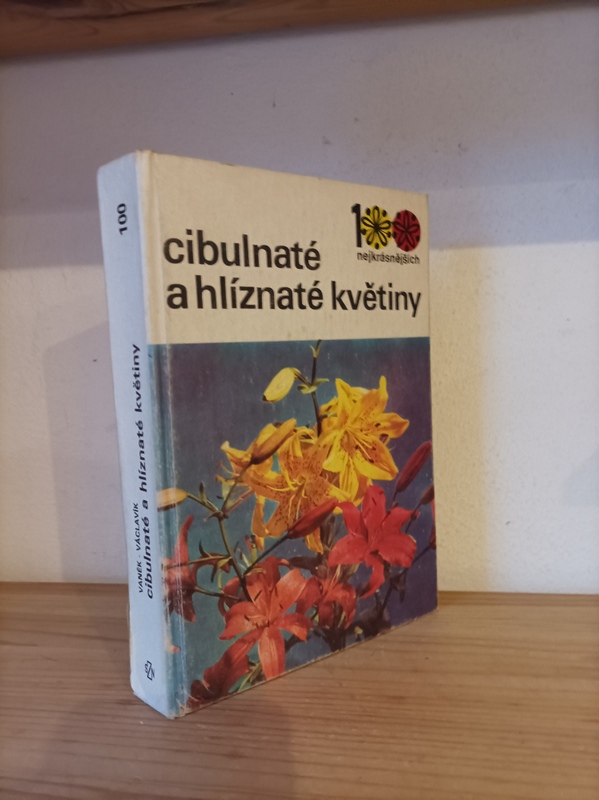 100
nejkrásnějších
cibulnaté
a hlíznaté květiny
100
VANĚK · VÁCLAVÍK
cibulnaté a hlíznaté květiny